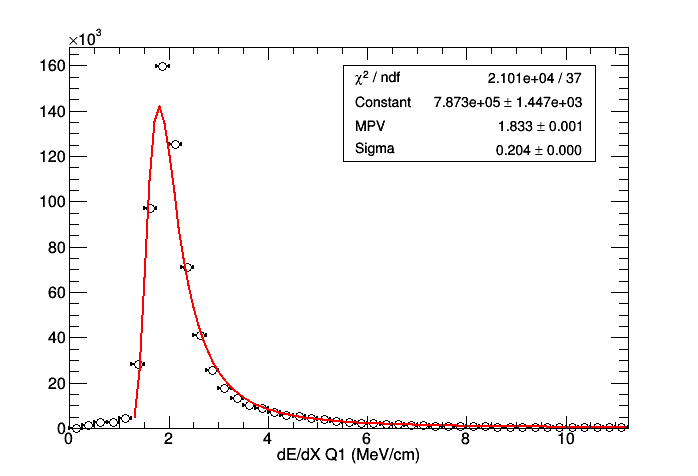 ×10³
160
140
120
100
80
60
40
20
0
χ² / ndf 2.101e+04 / 37
Constant 7.873e+05 ± 1.447e+03
MPV 1.833 ± 0.001
Sigma 0.204 ± 0.000
0 2 4 6 8 10
dE/dX Q1 (MeV/cm)